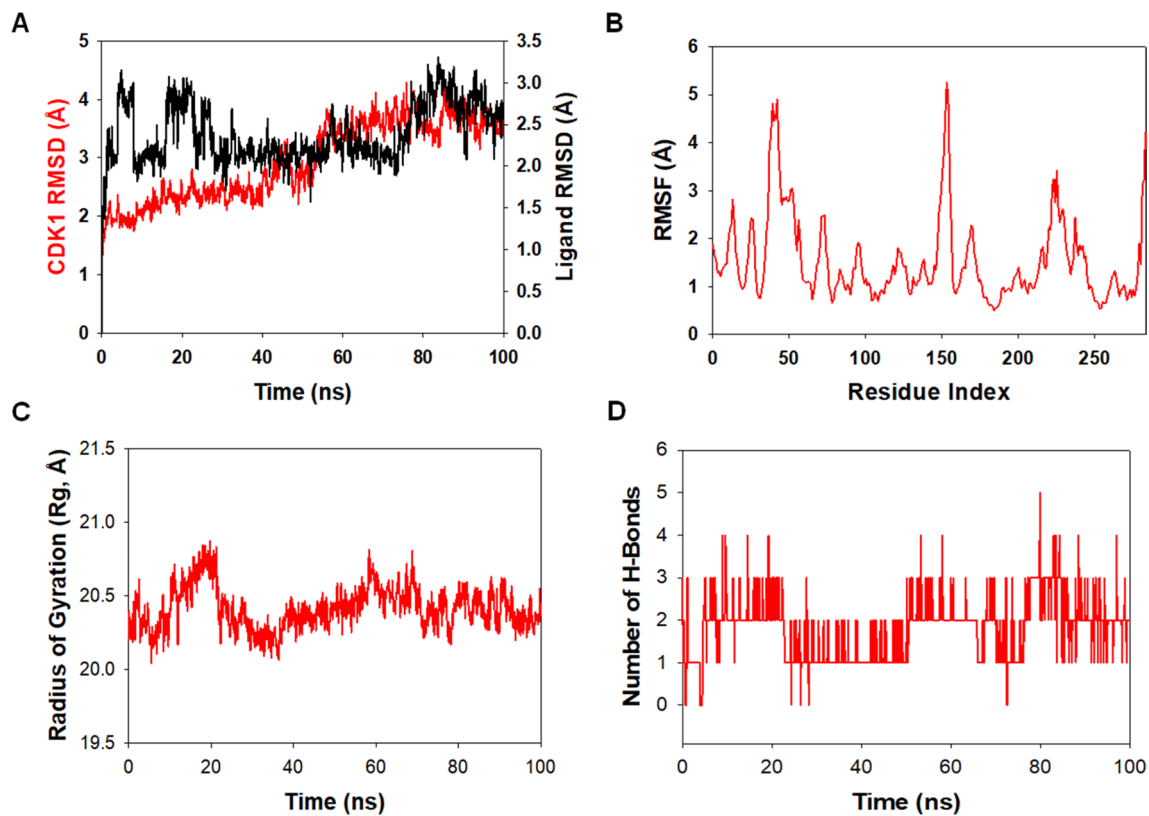 A
CDK1 RMSD (Å)
5
4
3
2
1
0
3.5
3.0
2.5
2.0
1.5
1.0
0.5
0.0
Ligand RMSD (Å)
0 20 40 60 80 100
Time (ns)
B
RMSF (Å)
6
5
4
3
2
1
0
0 50 100 150 200 250
Residue Index
C
Radius of Gyration (Rg, Å)
21.5
21.0
20.5
20.0
19.5
0 20 40 60 80 100
Time (ns)
D
Number of H-Bonds
6
5
4
3
2
1
0
0 20 40 60 80 100
Time (ns)